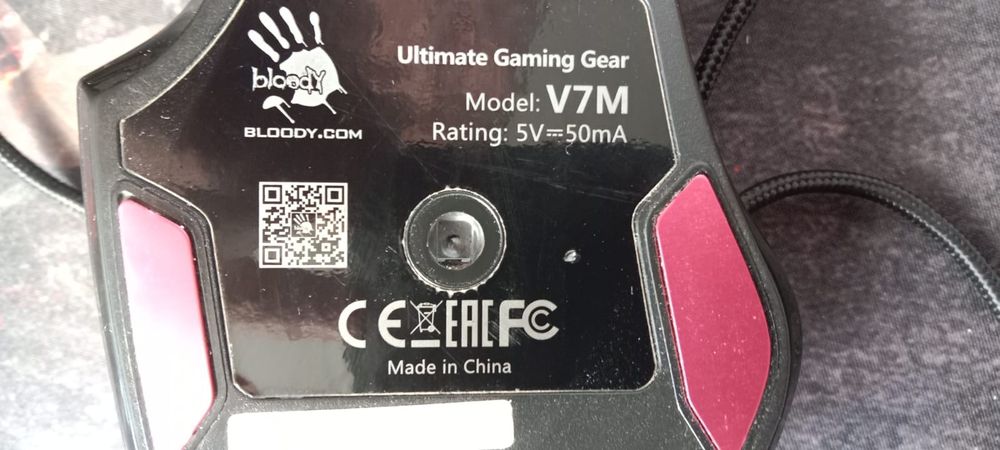 bloody
BLOODY.COM
Ultimate Gaming Gear
Model: V7M
Rating: 5V⎓50mA
CE EAC FC
Made in China